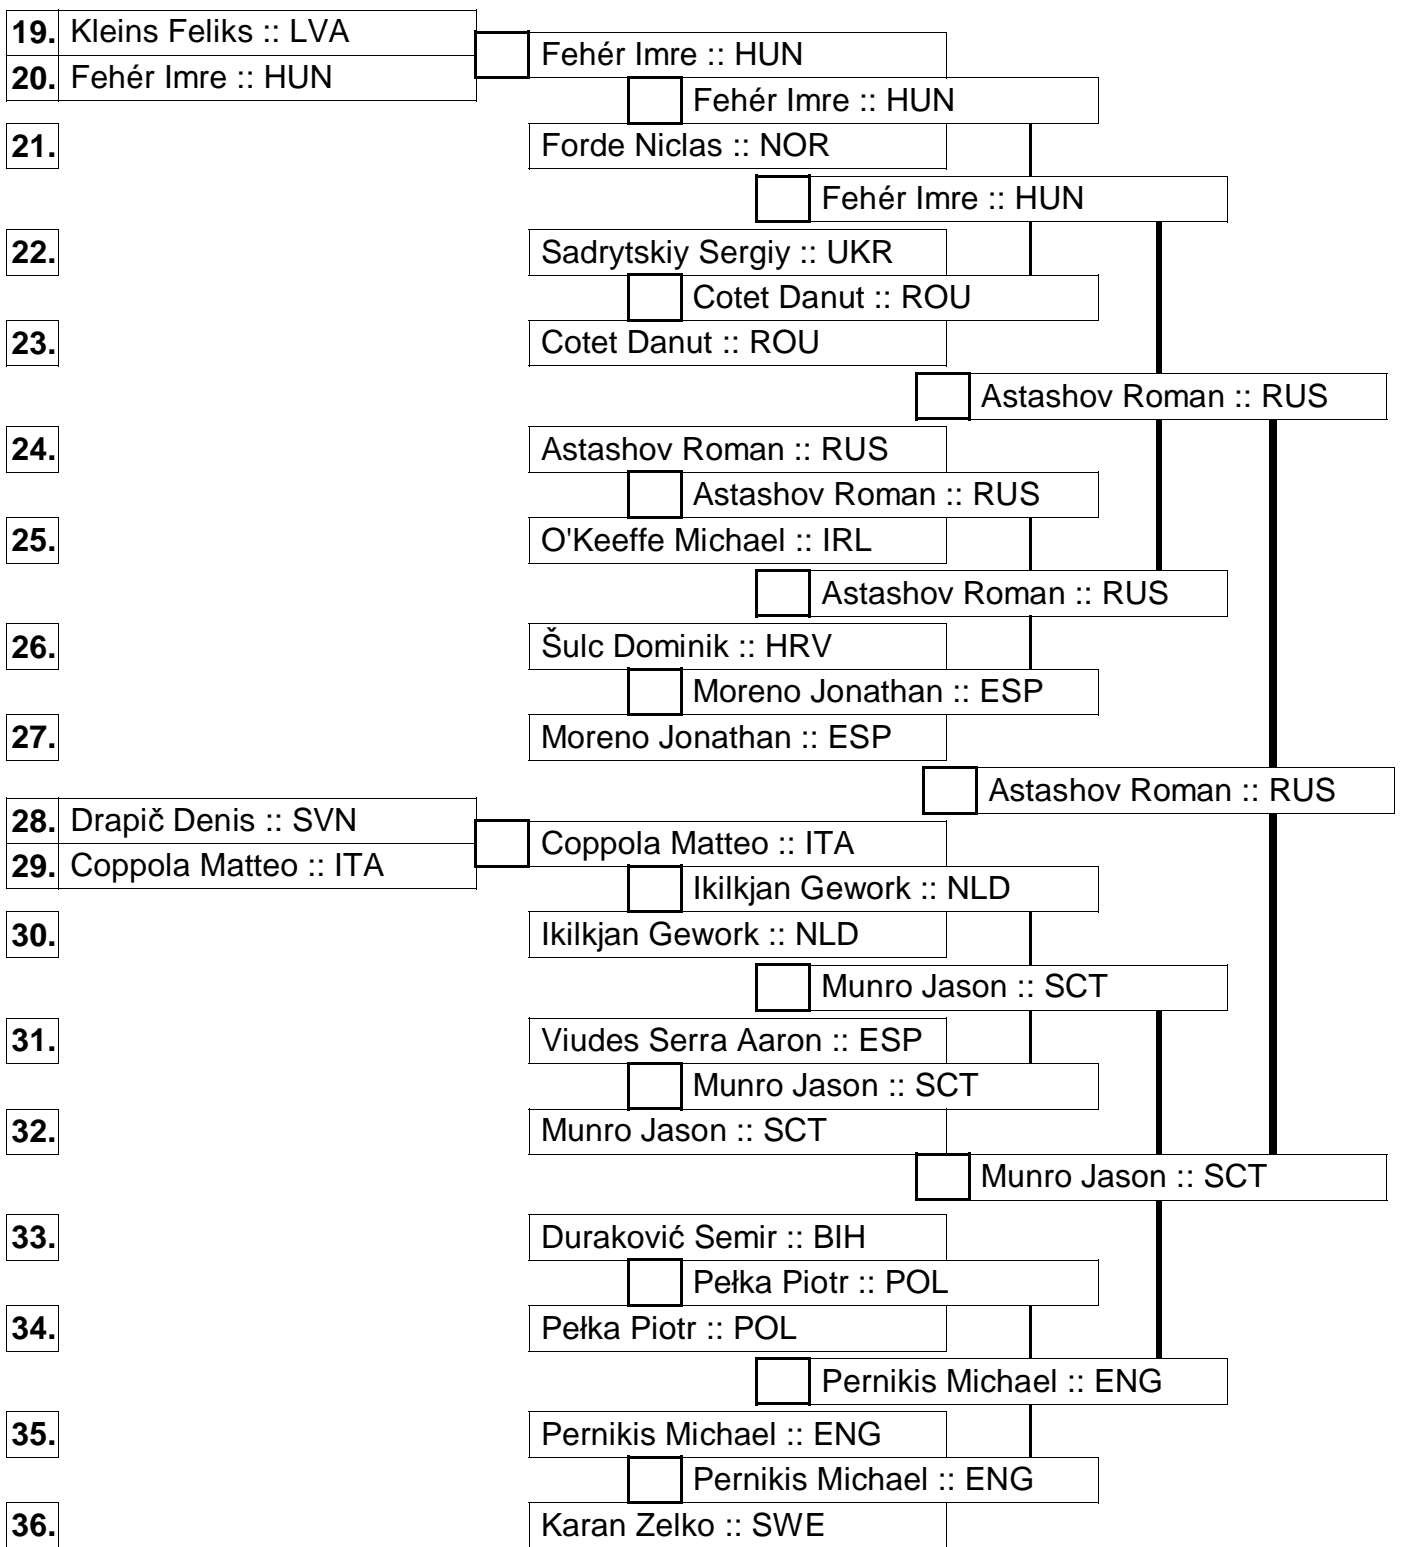 19. Kleins Feliks :: LVA
Fehér Imre :: HUN
20. Fehér Imre :: HUN
Fehér Imre :: HUN
21. Forde Niclas :: NOR
Fehér Imre :: HUN
22. Sadrytskiy Sergiy :: UKR
Cotet Danut :: ROU
23. Cotet Danut :: ROU
Astashov Roman :: RUS
24. Astashov Roman :: RUS
Astashov Roman :: RUS
25. O'Keeffe Michael :: IRL
Astashov Roman :: RUS
26. Šulc Dominik :: HRV
Moreno Jonathan :: ESP
27. Moreno Jonathan :: ESP
Astashov Roman :: RUS
28. Drapič Denis :: SVN
Coppola Matteo :: ITA
29. Coppola Matteo :: ITA
Ikilkjan Gework :: NLD
30. Ikilkjan Gework :: NLD
Munro Jason :: SCT
31. Viudes Serra Aaron :: ESP
Munro Jason :: SCT
32. Munro Jason :: SCT
Munro Jason :: SCT
33. Duraković Semir :: BIH
Pełka Piotr :: POL
34. Pełka Piotr :: POL
Pernikis Michael :: ENG
35. Pernikis Michael :: ENG
Pernikis Michael :: ENG
36. Karan Zelko :: SWE